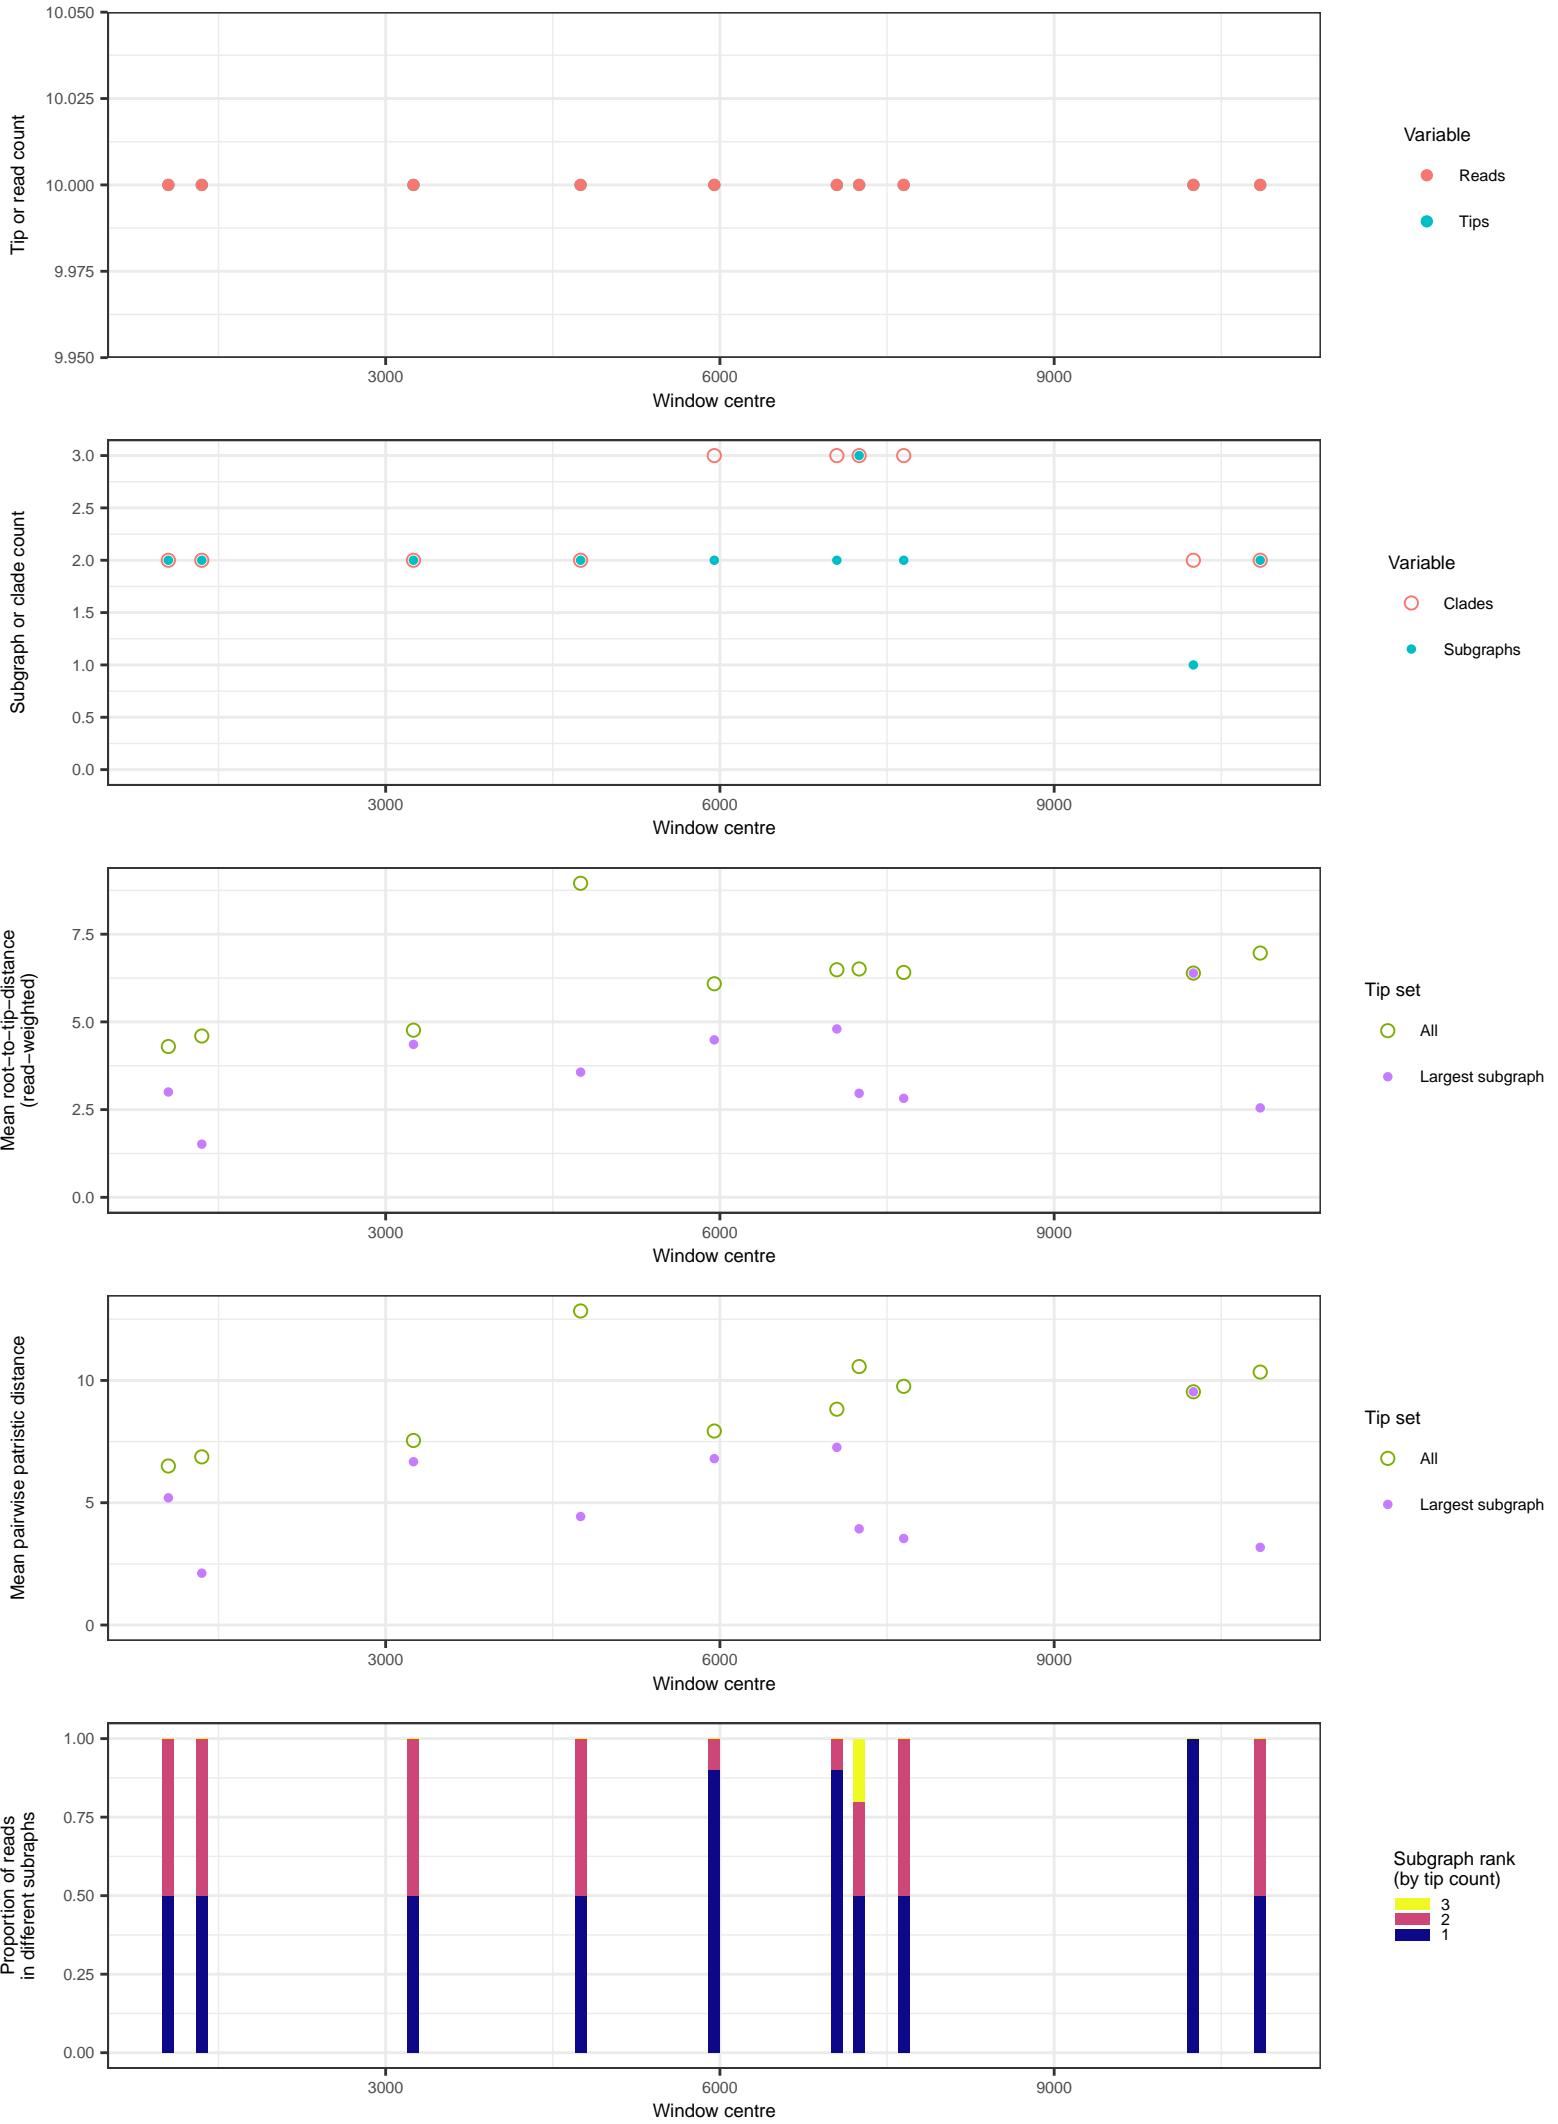 10.050
10.025
10.000
9.975
9.950
Tip or read count
3000
6000
9000
Window centre
Variable
Reads
Tips
3.0
2.5
2.0
1.5
1.0
0.5
0.0
Subgraph or clade count
3000
6000
9000
Window centre
Variable
Clades
Subgraphs
7.5
5.0
2.5
0.0
Mean root−to−tip−distance
(read−weighted)
3000
6000
9000
Window centre
Tip set
All
Largest subgraph
10
5
0
Mean pairwise patristic distance
3000
6000
9000
Window centre
Tip set
All
Largest subgraph
1.00
0.75
0.50
0.25
0.00
Proportion of reads
in different subraphs
3000
6000
9000
Window centre
Subgraph rank
(by tip count)
3
2
1